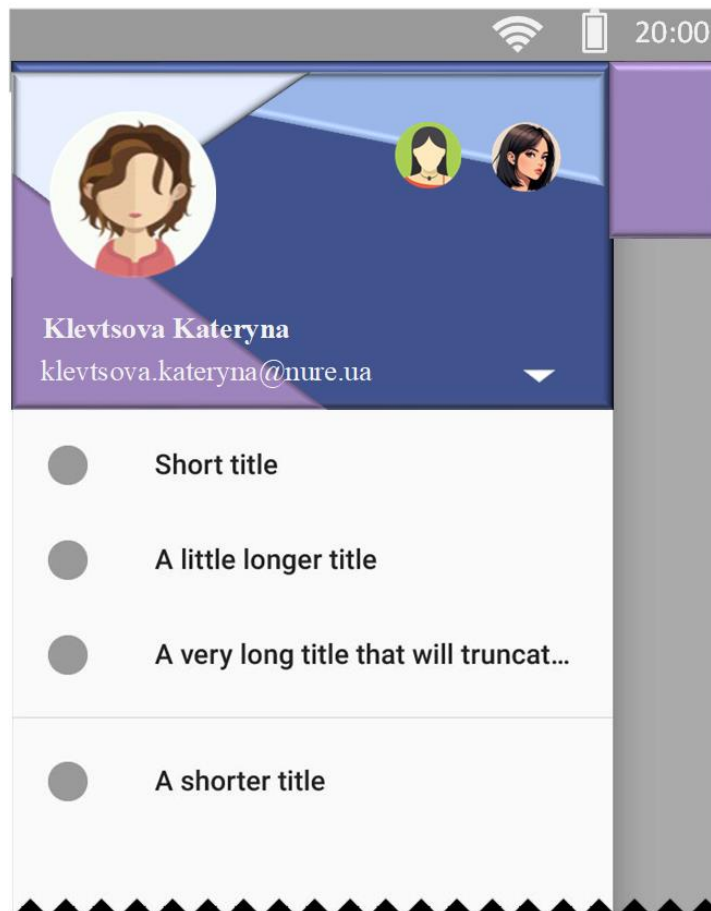 20:00
Klevtsova Kateryna
klevtsova.kateryna@nure.ua
Short title
A little longer title
A very long title that will truncat...
A shorter title